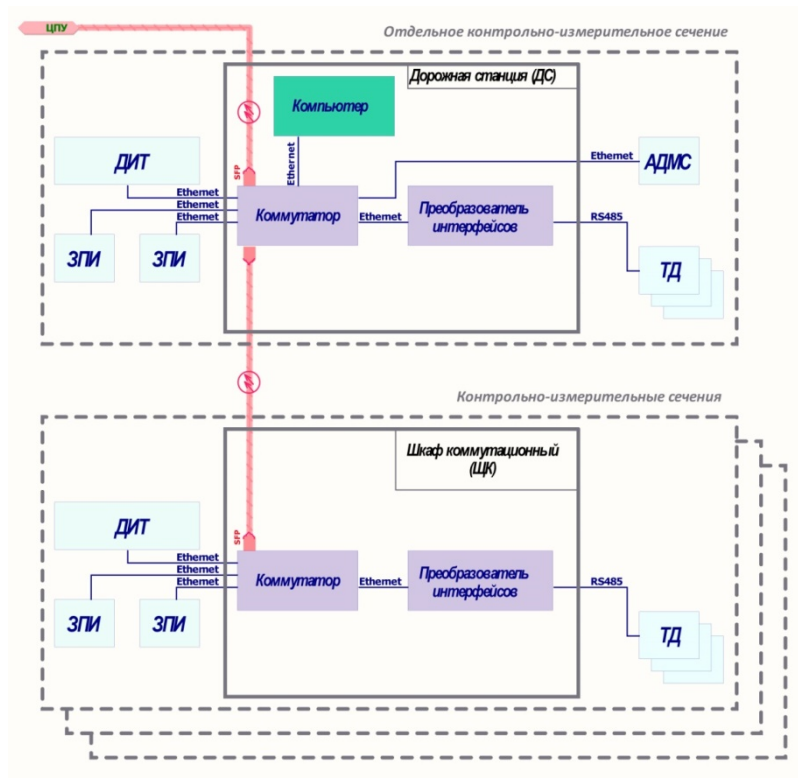 ЦПУ
Отдельное контрольно-измерительное сечение
Дорожная станция (ДС)
Компьютер
ДИТ
SFP
Ethernet
Ethernet
АДМС
Ethernet
Ethernet
Ethernet
Коммутатор
Ethernet
Преобразователь
интерфейсов
RS485
ЗПИ
ЗПИ
ТД
Контрольно-измерительные сечения
Шкаф коммутационный
(ЩК)
ДИТ
SFP
Ethernet
Ethernet
Ethernet
Коммутатор
Ethernet
Преобразователь
интерфейсов
RS485
ЗПИ
ЗПИ
ТД